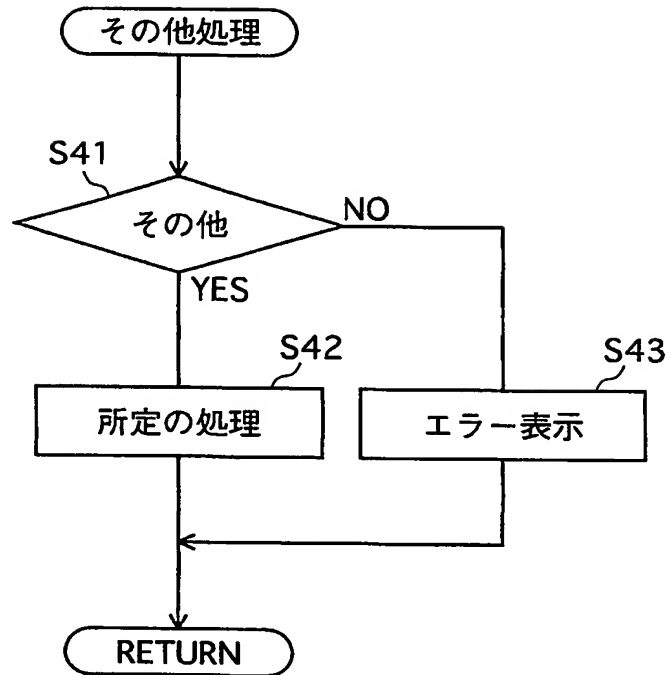 その他処理
S41
その他
NO
YES
S42
S43
所定の処理
エラー表示
RETURN